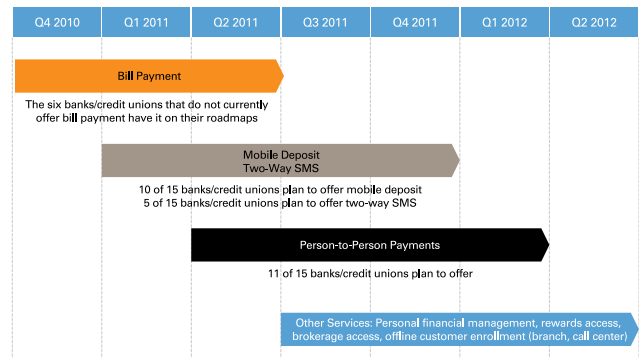 Q4 2010 Q1 2011 Q2 2011 Q3 2011 Q4 2011 Q1 2012 Q2 2012
Bill Payment
The six banks/credit unions that do not currently
offer bill payment have it on their roadmaps
Mobile Deposit
Two-Way SMS
10 of 15 banks/credit unions plan to offer mobile deposit
5 of 15 banks/credit unions plan to offer two-way SMS
Person-to-Person Payments
11 of 15 banks/credit unions plan to offer
Other Services: Personal financial management, rewards access,
brokerage access, offline customer enrollment (branch, call center)